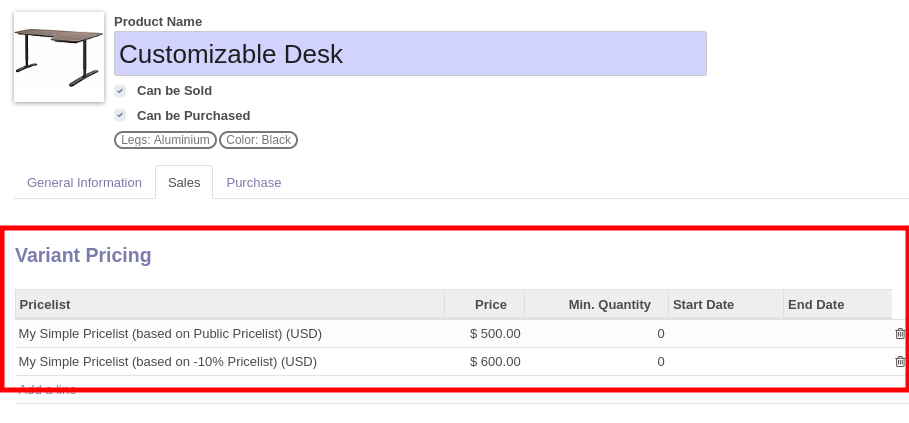 Product Name
Customizable Desk
Can be Sold
Can be Purchased
Legs: Aluminium Color: Black
General Information Sales Purchase
Variant Pricing
Pricelist Price Min. Quantity Start Date End Date
My Simple Pricelist (based on Public Pricelist) (USD) $ 500.00 0
My Simple Pricelist (based on -10% Pricelist) (USD) $ 600.00 0
Add a line